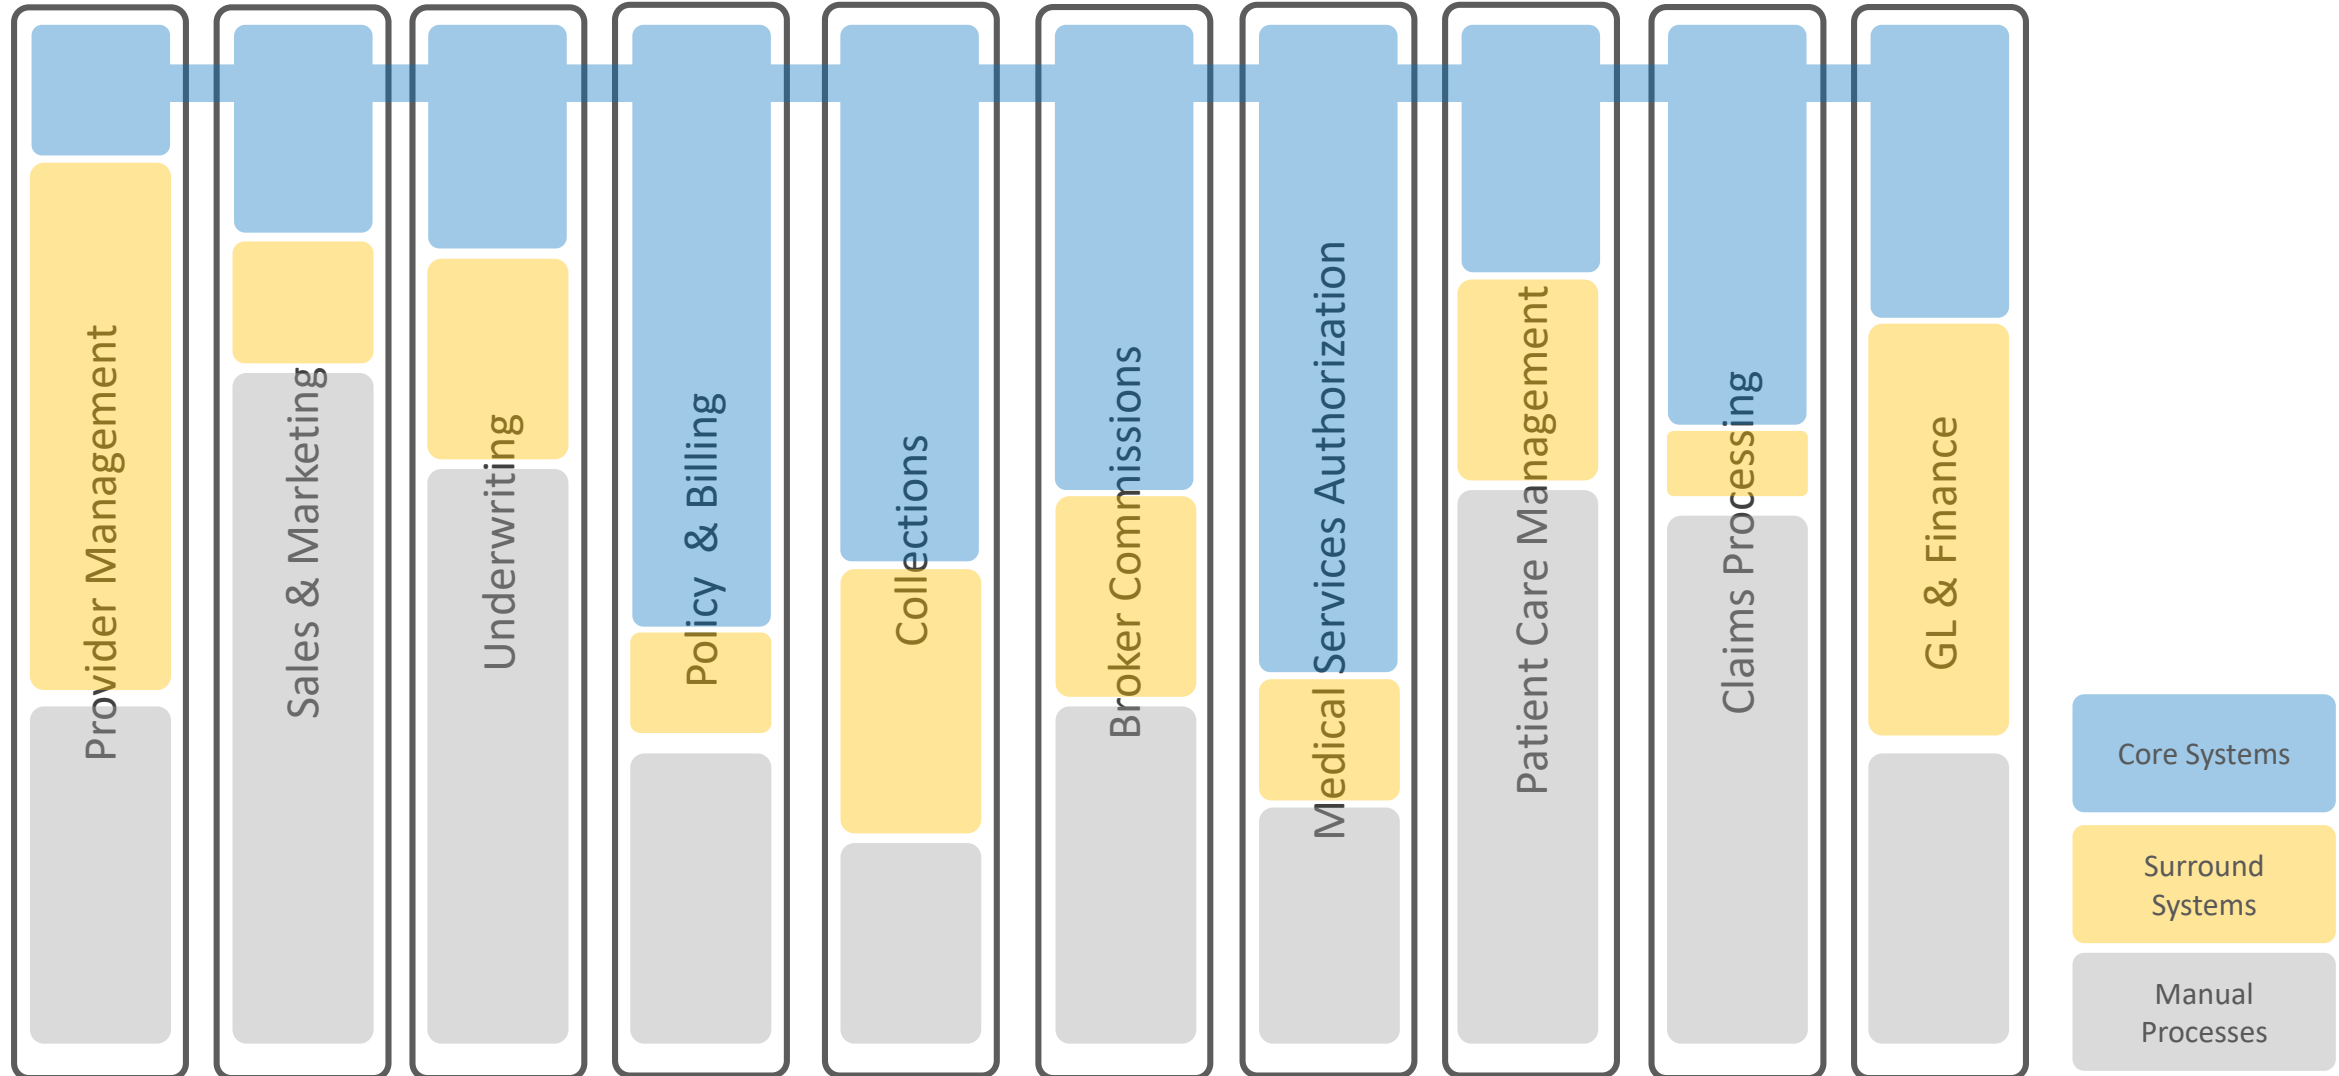 Provider Management
Sales & Marketing
Underwriting
Policy  & Billing
Collections
Broker Commissions
Medical Services Authorization
Patient Care Management
Claims Processing
GL & Finance
Core Systems
Surround
Systems
Manual
Processes